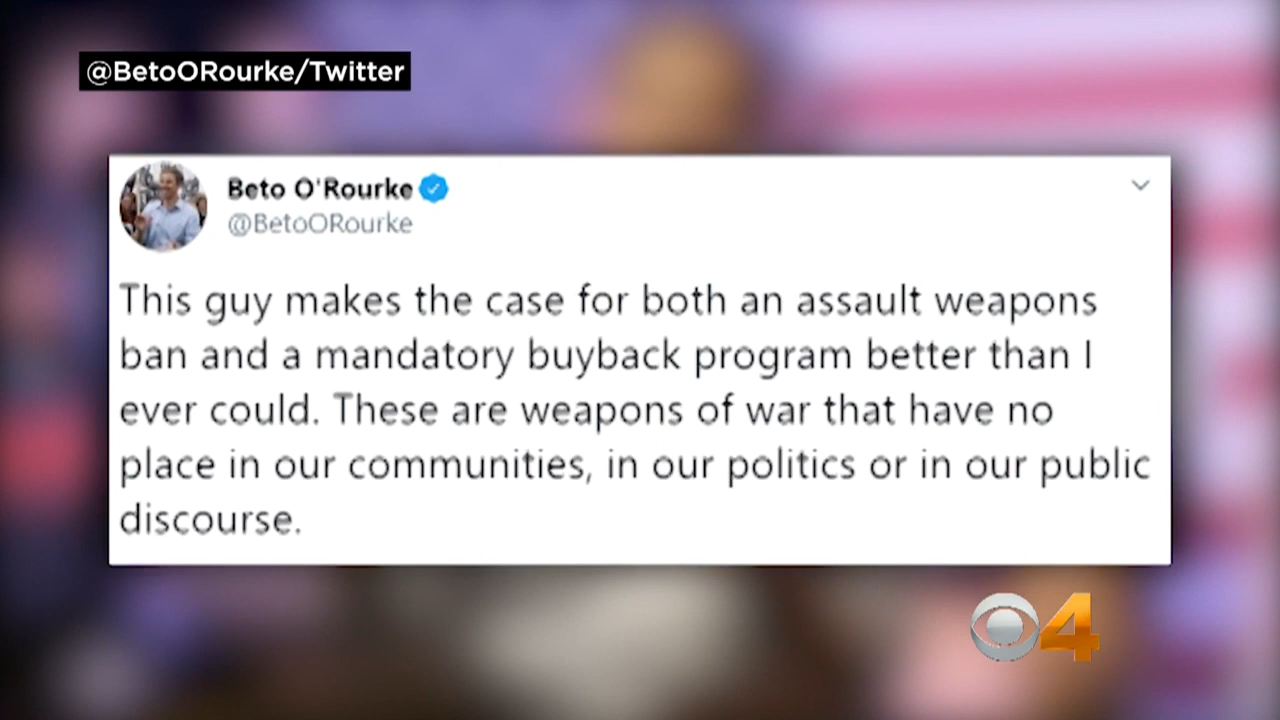 @BetoORourke/Twitter
Beto O'Rourke
@BetoORourke
This guy makes the case for both an assault weapons
ban and a mandatory buyback program better than I
ever could. These are weapons of war that have no
place in our communities, in our politics or in our public
discourse.
4